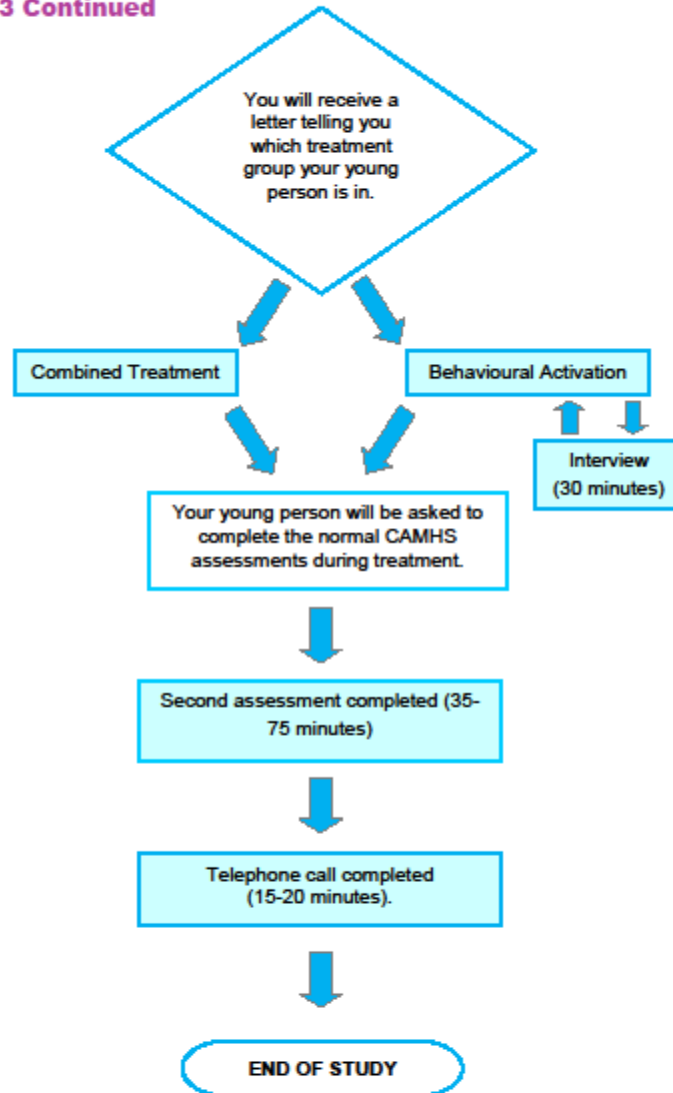 3 Continued
You will receive a
letter telling you
which treatment
group your young
person is in.
Combined Treatment
Behavioural Activation
Interview
(30 minutes)
Your young person will be asked to
complete the normal CAMHS
assessments during treatment.
Second assessment completed (35-
75 minutes)
Telephone call completed
(15-20 minutes).
END OF STUDY